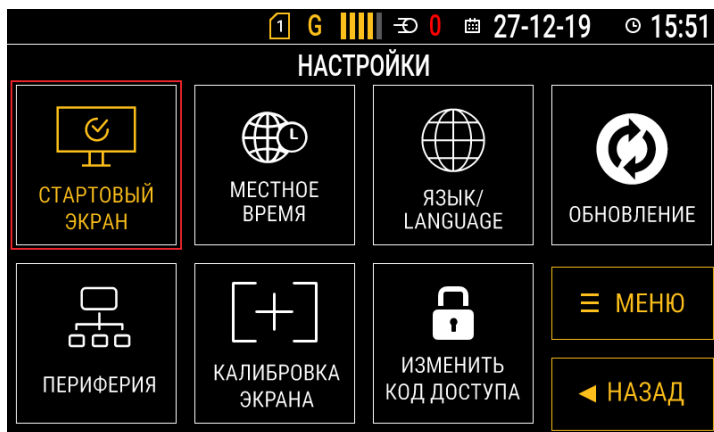 1 G 0 27-12-19 15:51
НАСТРОЙКИ
СТАРТОВЫЙ
ЭКРАН
МЕСТНОЕ
ВРЕМЯ
ЯЗЫК/
LANGUAGE
ОБНОВЛЕНИЕ
ПЕРИФЕРИЯ
КАЛИБРОВКА
ЭКРАНА
ИЗМЕНИТЬ
КОД ДОСТУПА
МЕНЮ
НАЗАД